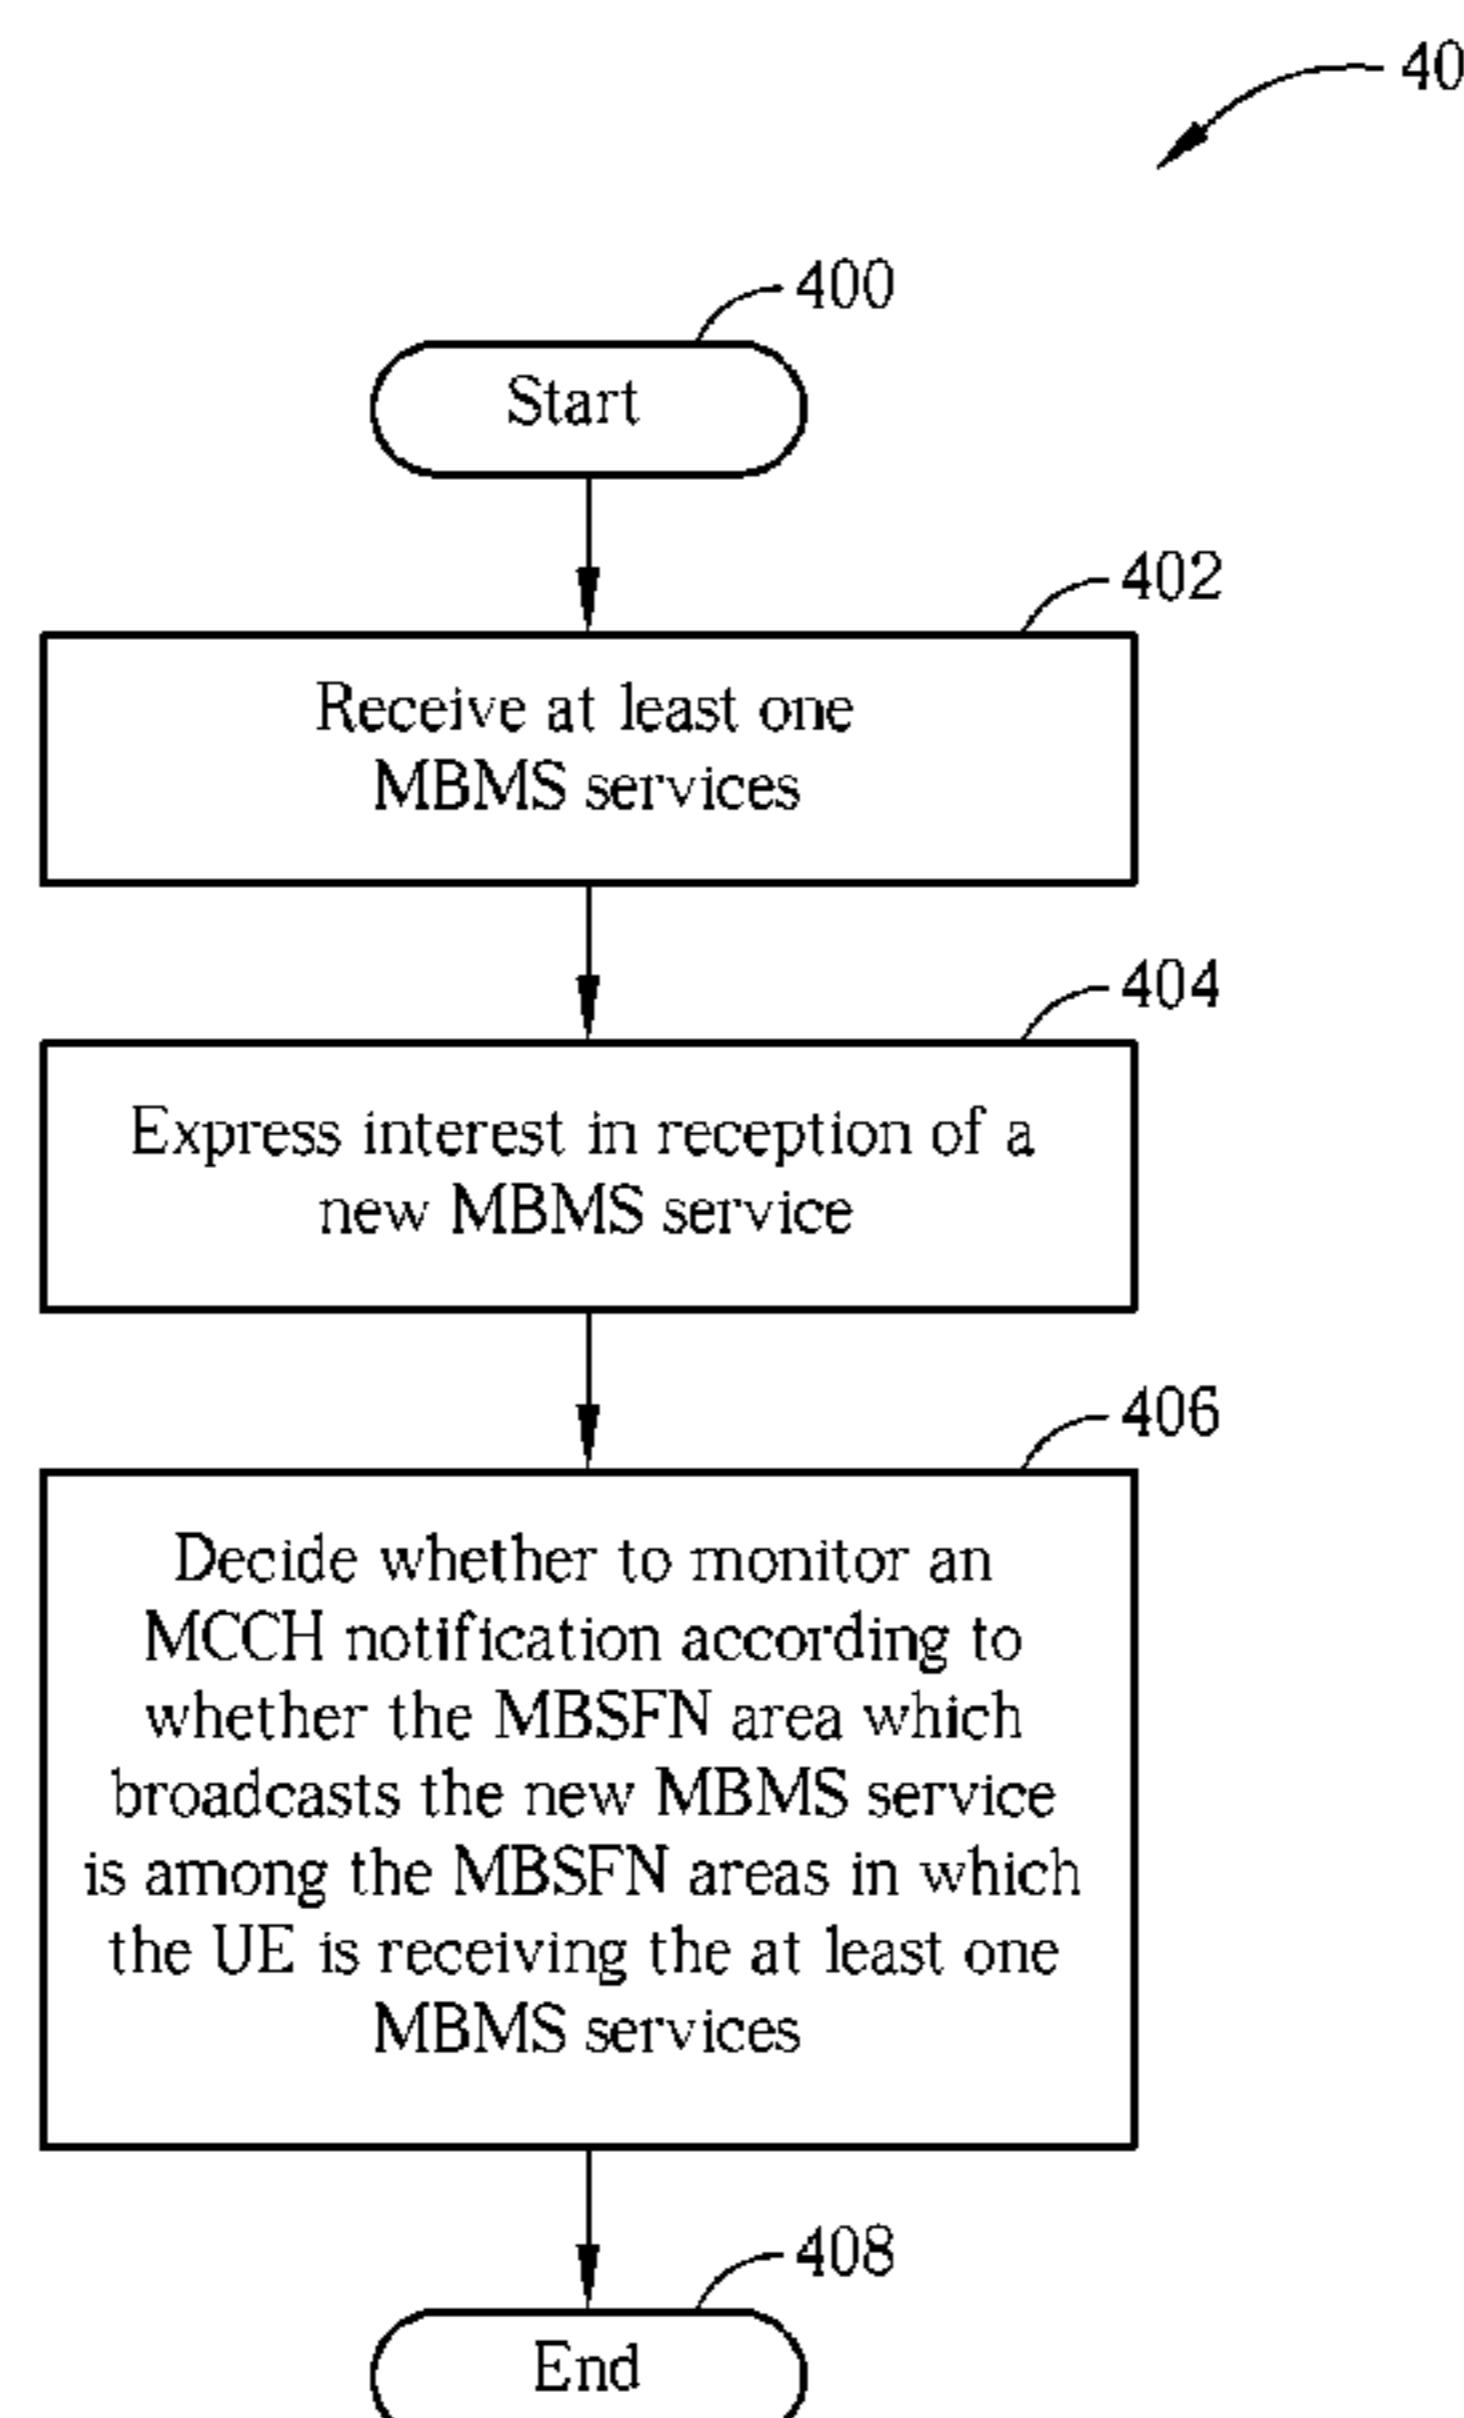 40
400
Start
402
Receive at least one
MBMS services
404
Express interest in reception of a
new MBMS service
406
Decide whether to monitor an
MCCH notification according to
whether the MBSFN area which
broadcasts the new MBMS service
is among the MBSFN areas in which
the UE is receiving the at least one
MBMS services
408
End